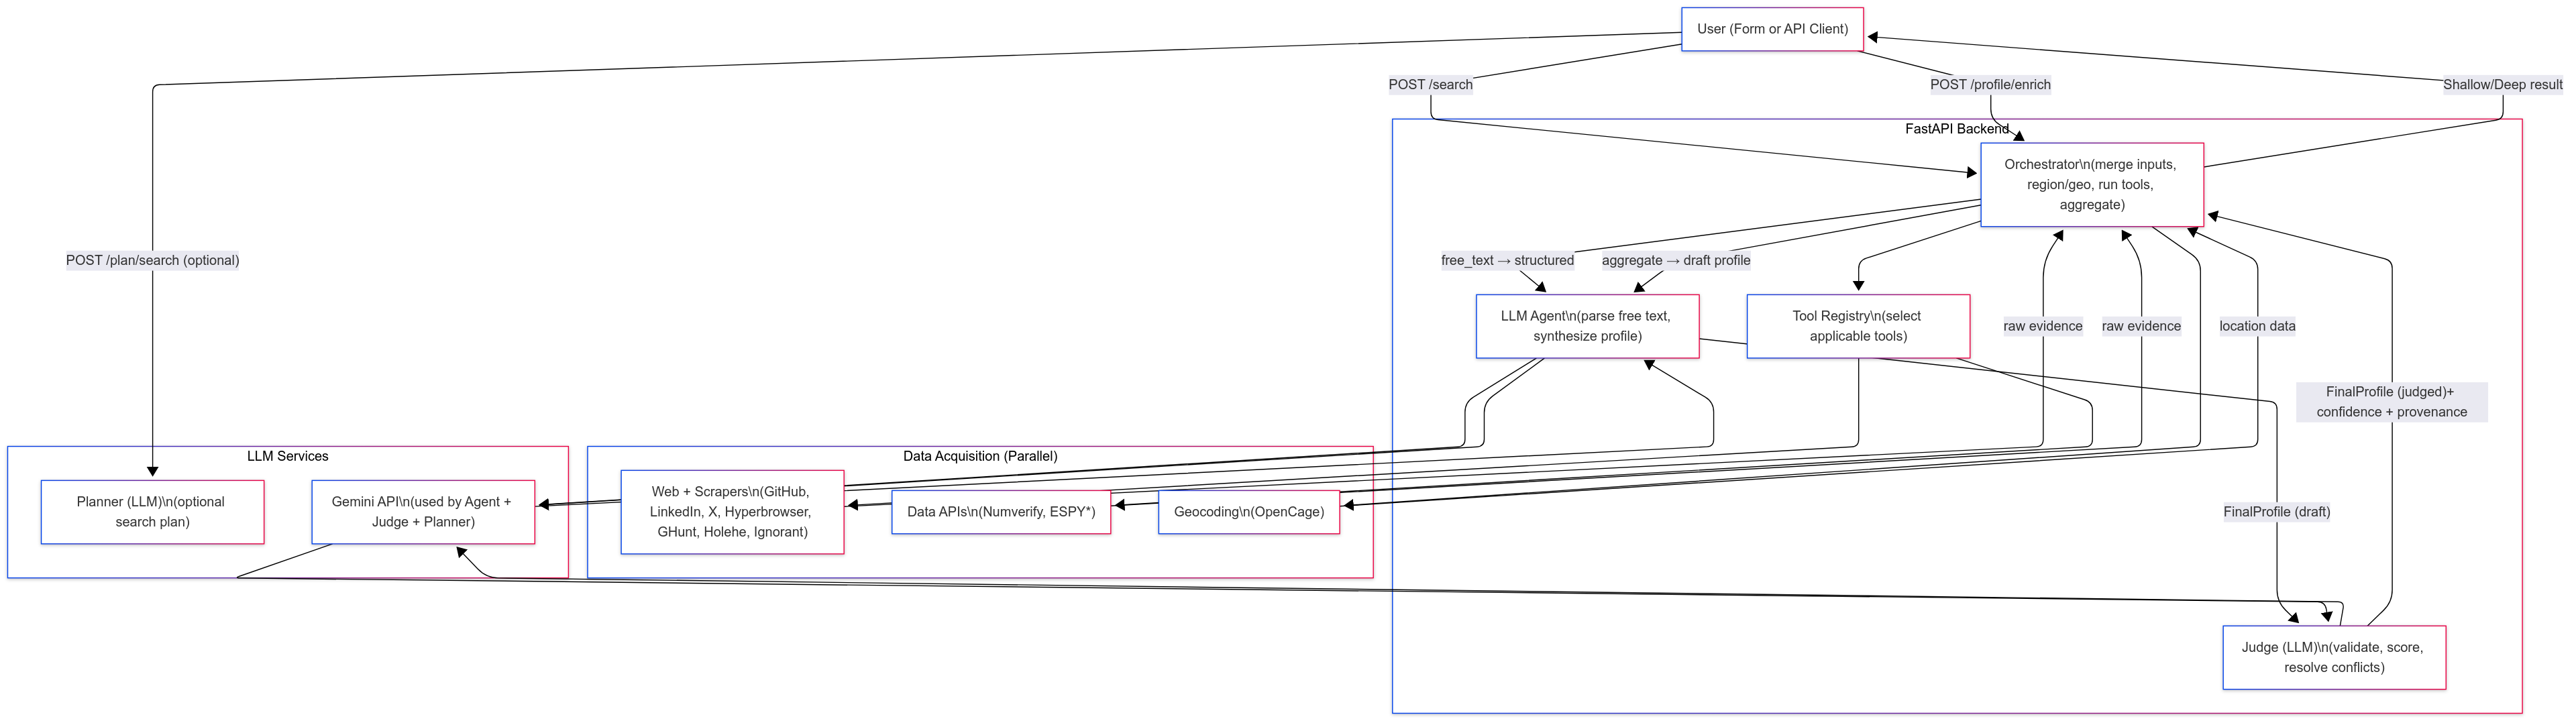 User (Form or API Client)
POST /search
POST /profile/enrich
Shallow/Deep result
FastAPI Backend
Orchestrator\n(merge inputs,
region/geo, run tools,
aggregate)
POST /plan/search (optional)
free_text → structured
aggregate → draft profile
LLM Agent\n(parse free text,
synthesize profile)
Tool Registry\n(select
applicable tools)
raw evidence
raw evidence
location data
FinalProfile (judged)+
confidence + provenance
LLM Services
Planner (LLM)\n(optional
search plan)
Gemini API\n(used by Agent +
Judge + Planner)
Data Acquisition (Parallel)
Web + Scrapers\n(GitHub,
LinkedIn, X, Hyperbrowser,
GHunt, Holehe, Ignorant)
Data APIs\n(Numverify, ESPY*)
Geocoding\n(OpenCage)
FinalProfile (draft)
Judge (LLM)\n(validate, score,
resolve conflicts)